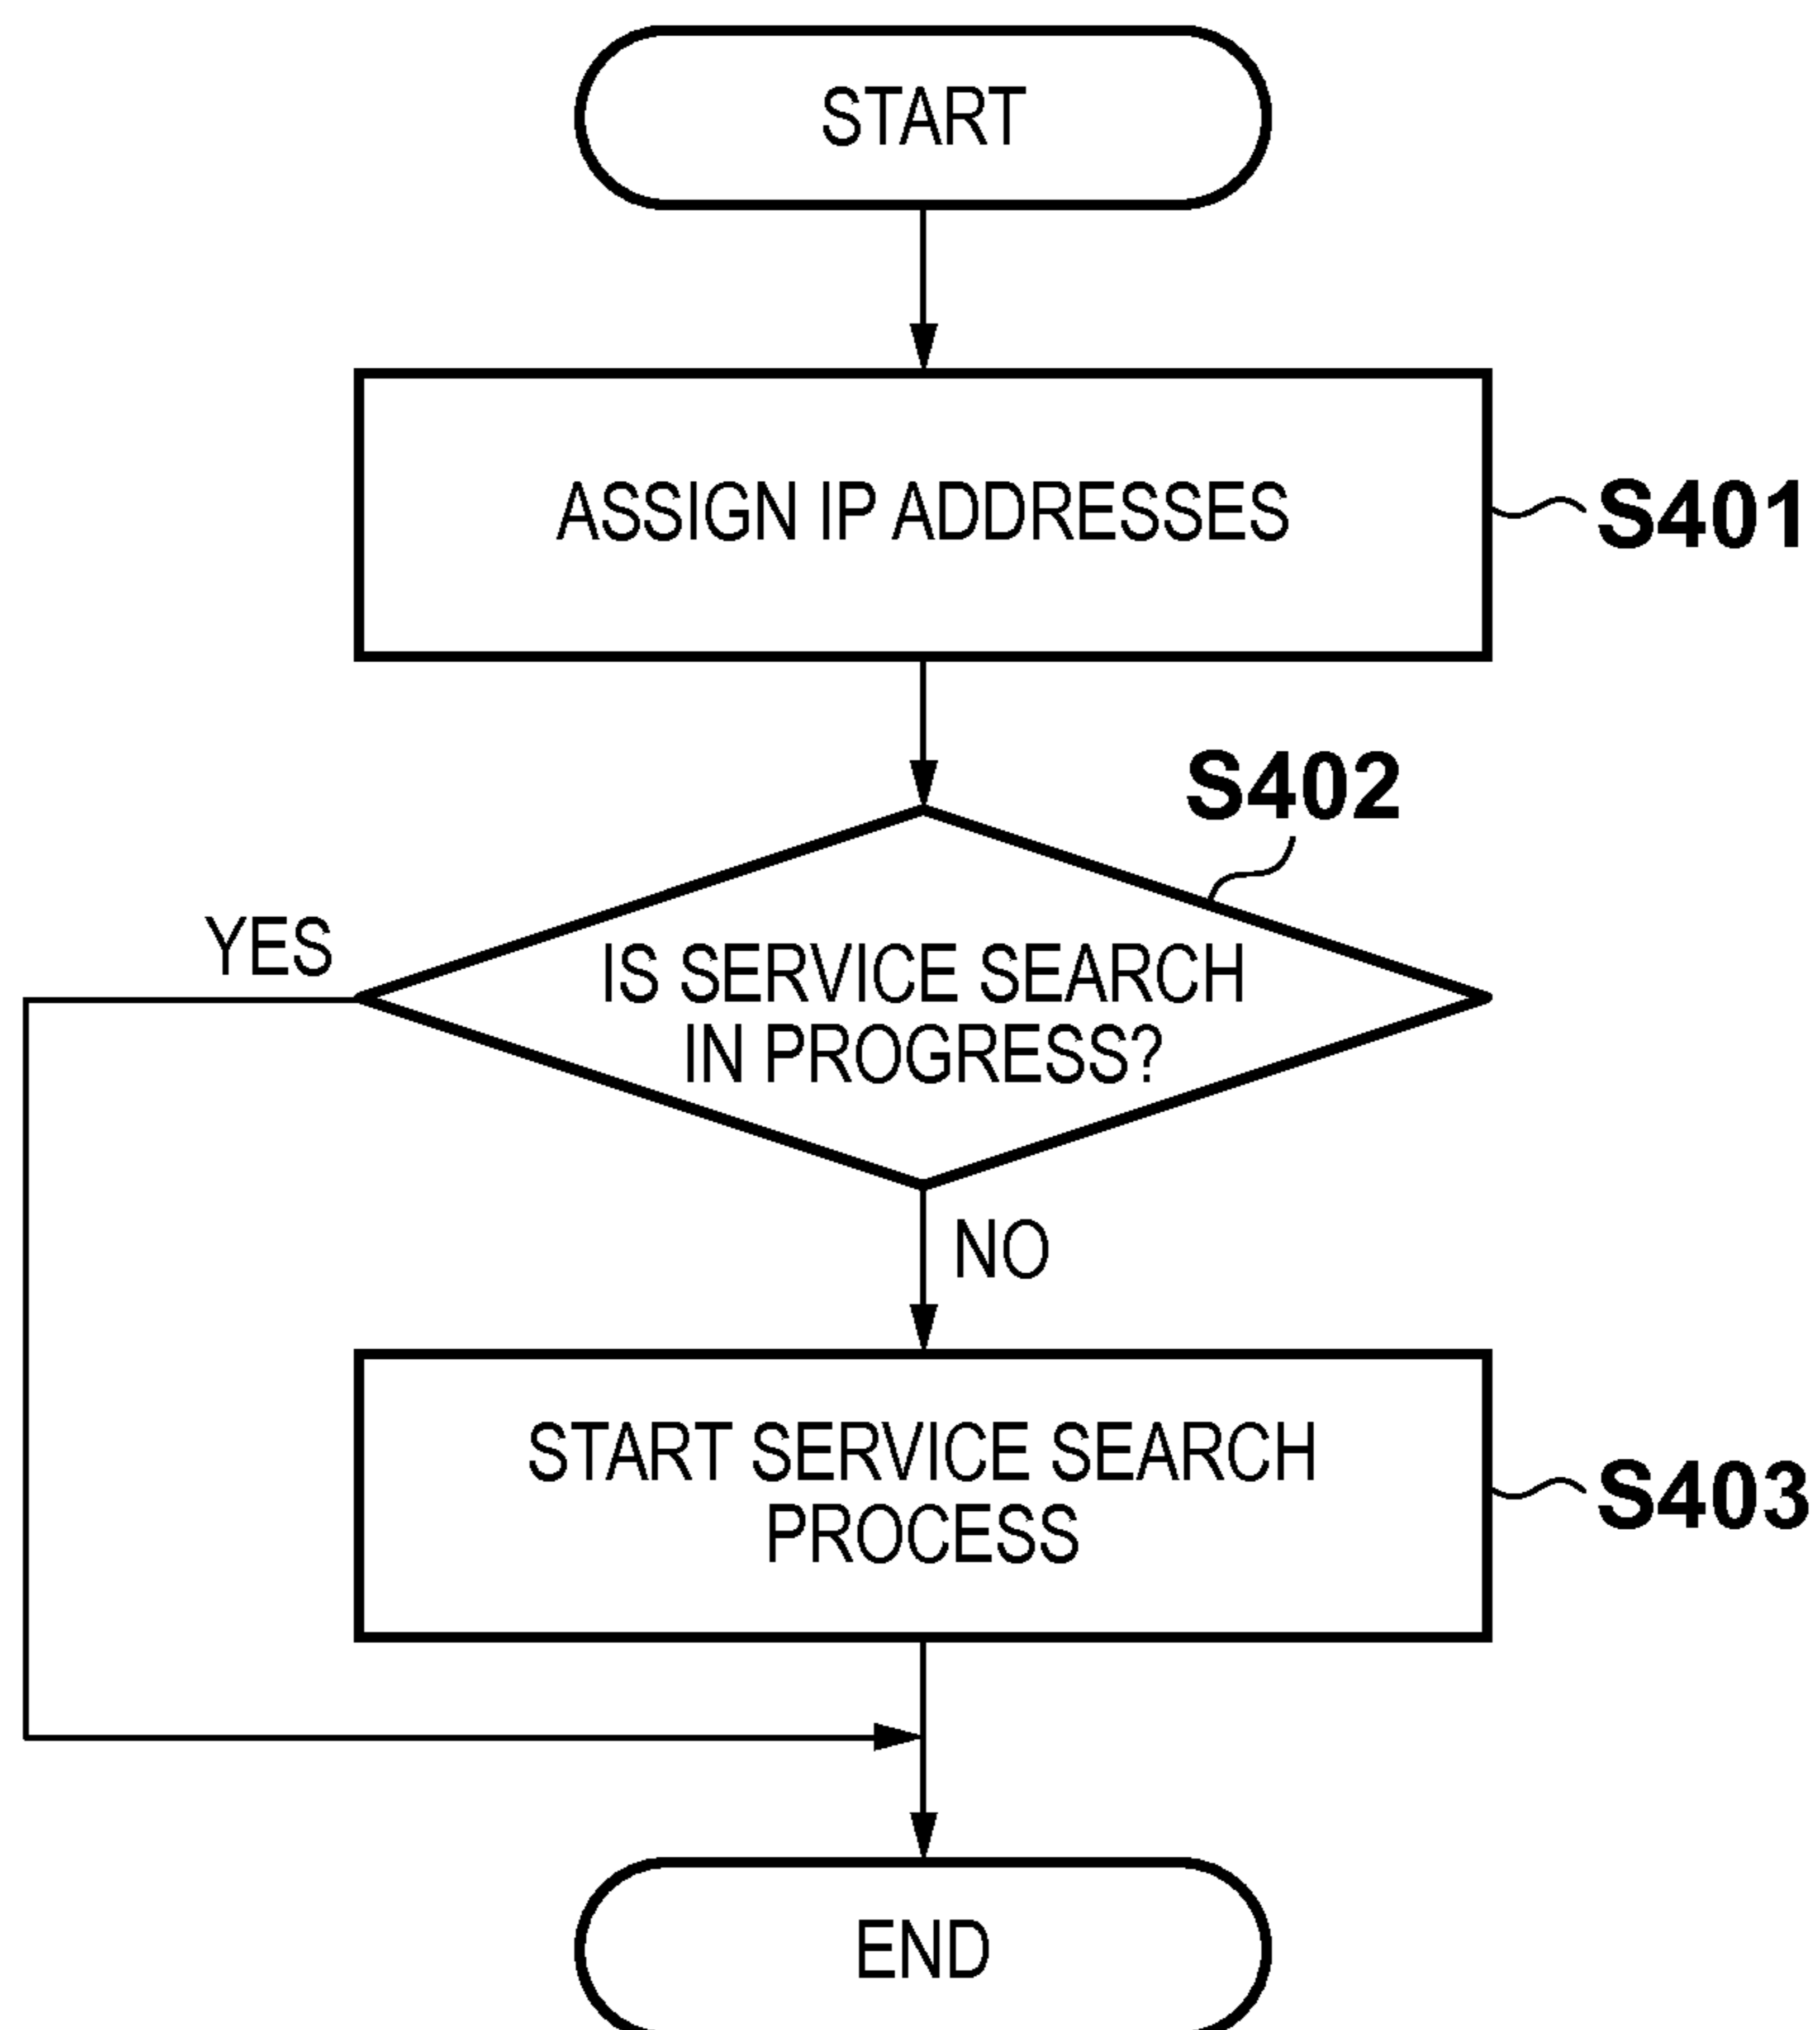 START
ASSIGN IP ADDRESSES
S401
S402
YES
IS SERVICE SEARCH
IN PROGRESS?
NO
START SERVICE SEARCH
PROCESS
S403
END